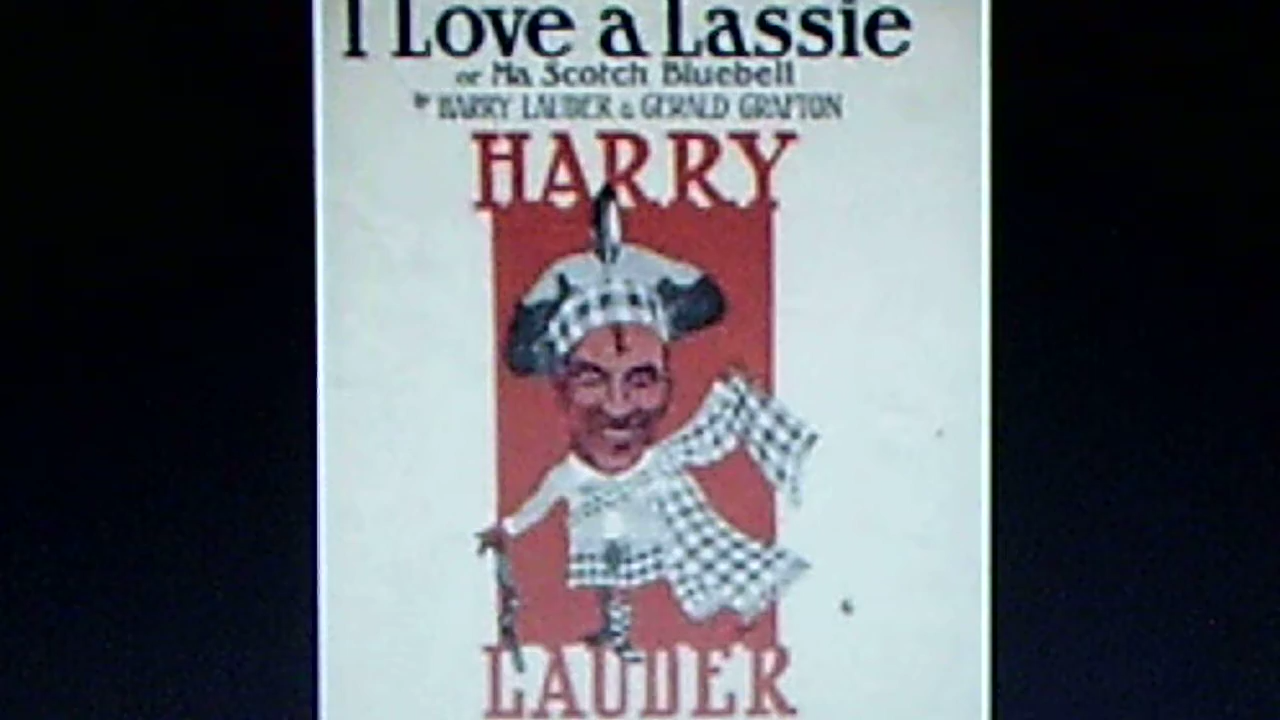 I Love a Lassie
or Ma Scotch Bluebell
by HARRY LAUDER & GERALD GRAFTON
HARRY
LAUDER